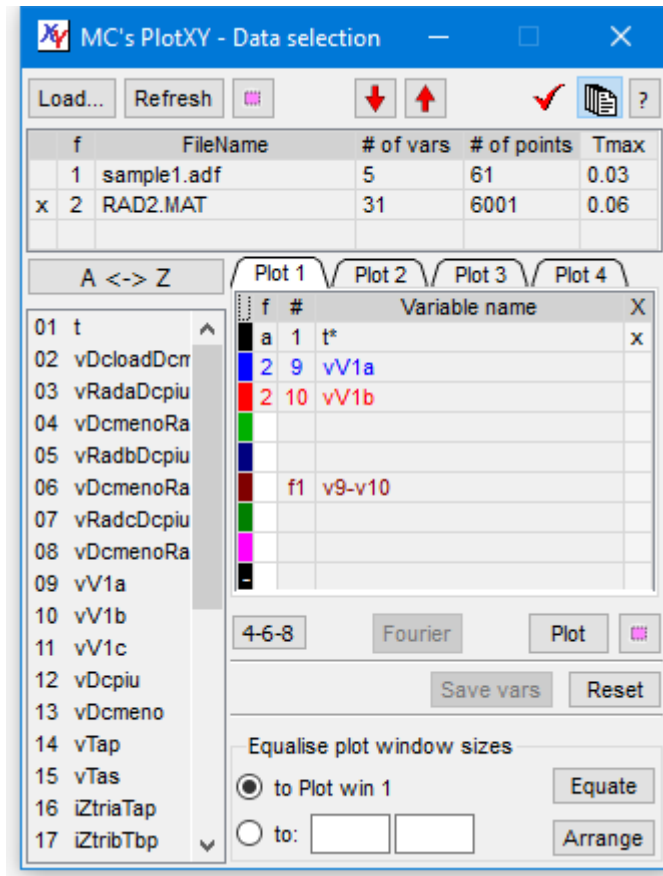 MC's PlotXY - Data selection
Load... Refresh ?
f FileName # of vars # of points Tmax
1 sample1.adf 5 61 0.03
x 2 RAD2.MAT 31 6001 0.06
A <-> Z
Plot 1 Plot 2 Plot 3 Plot 4
f # Variable name X
a 1 t* x
2 9 vV1a
2 10 vV1b
f1 v9-v10
-
01 t
02 vDcloadDcm
03 vRadaDcpiu
04 vDcmenoRa
05 vRadbDcpiu
06 vDcmenoRa
07 vRadcDcpiu
08 vDcmenoRa
09 vV1a
10 vV1b
11 vV1c
12 vDcpiu
13 vDcmeno
14 vTap
15 vTas
16 iZtriaTap
17 iZtribTbp
4-6-8 Fourier Plot
Save vars Reset
Equalise plot window sizes
to Plot win 1 Equate
to: Arrange